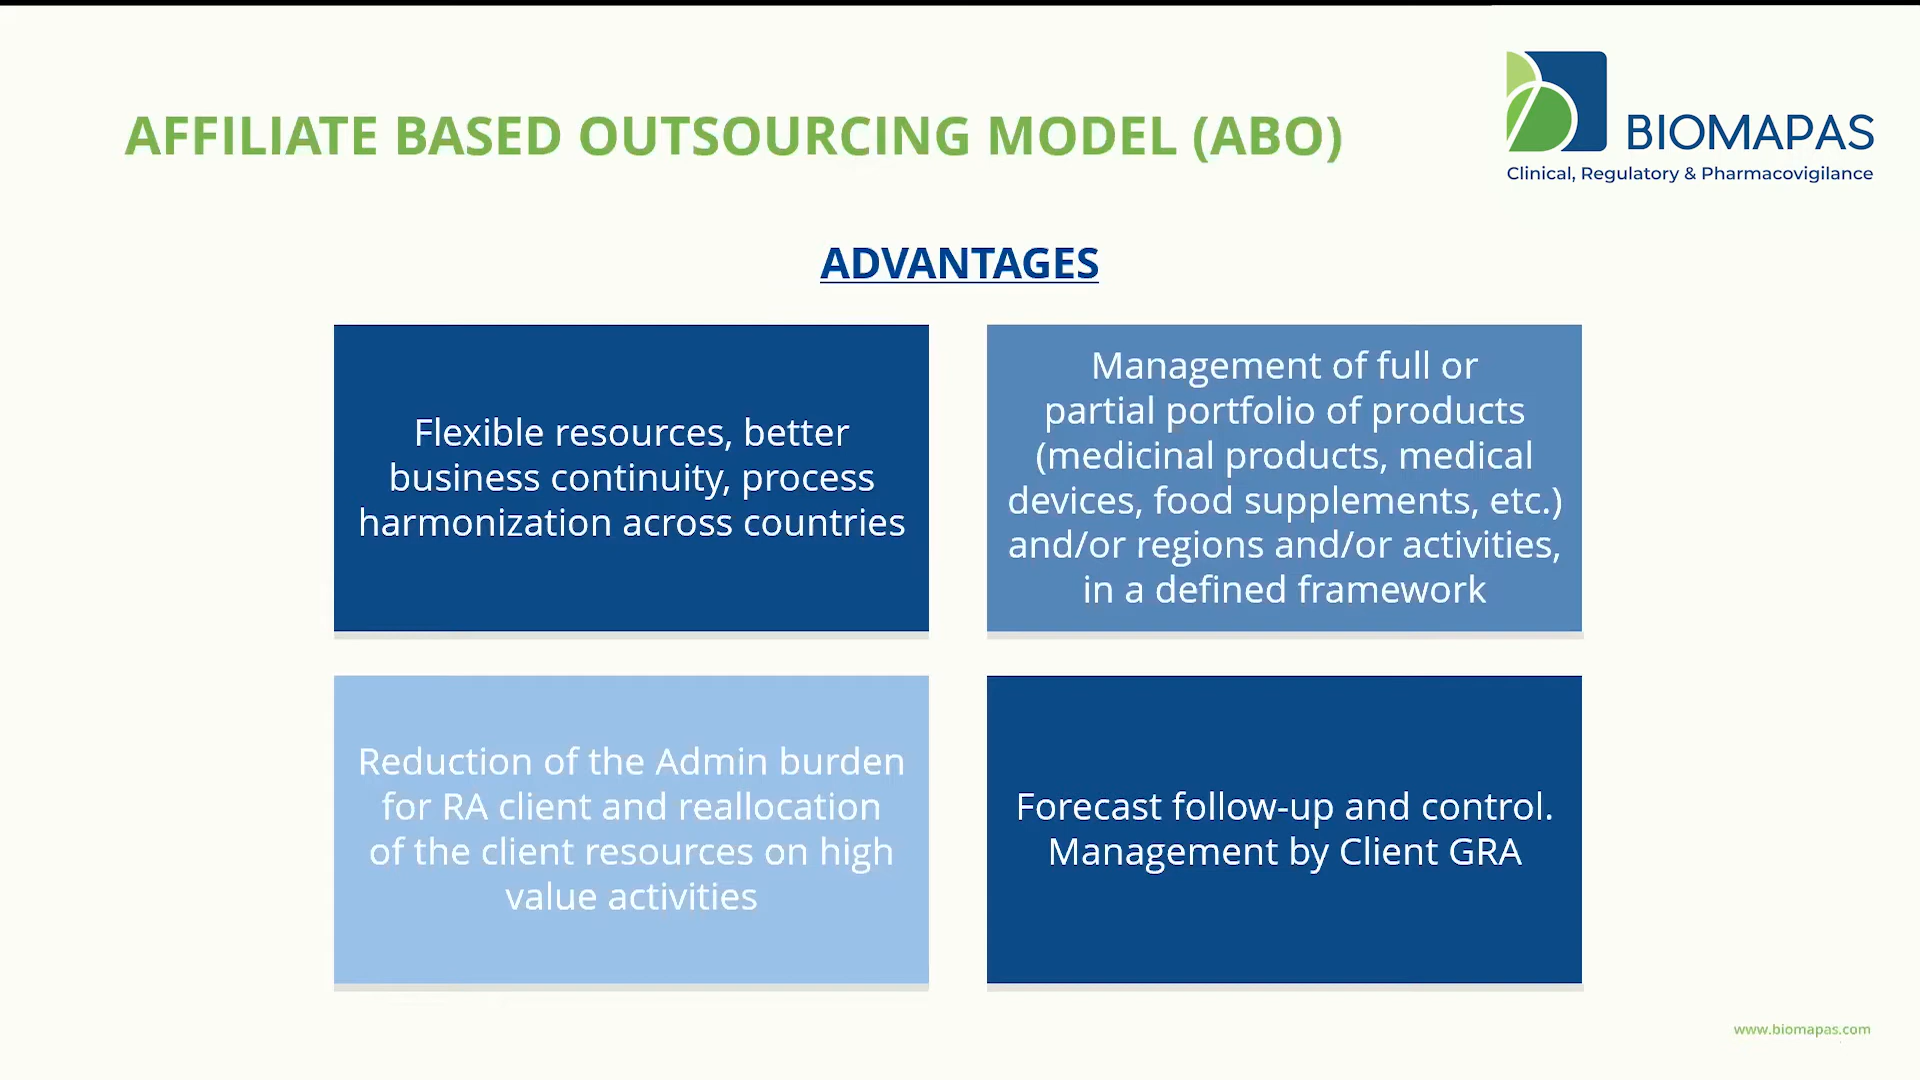 AFFILIATE BASED OUTSOURCING MODEL (ABO)
BIOMAPAS
Clinical, Regulatory & Pharmacovigilance
ADVANTAGES
Flexible resources, better
business continuity, process
harmonization across countries
Management of full or
partial portfolio of products
(medicinal products, medical
devices, food supplements, etc.)
and/or regions and/or activities,
in a defined framework
Reduction of the Admin burden
for RA client and reallocation
of the client resources on high
value activities
Forecast follow-up and control.
Management by Client GRA
www.biomapas.com